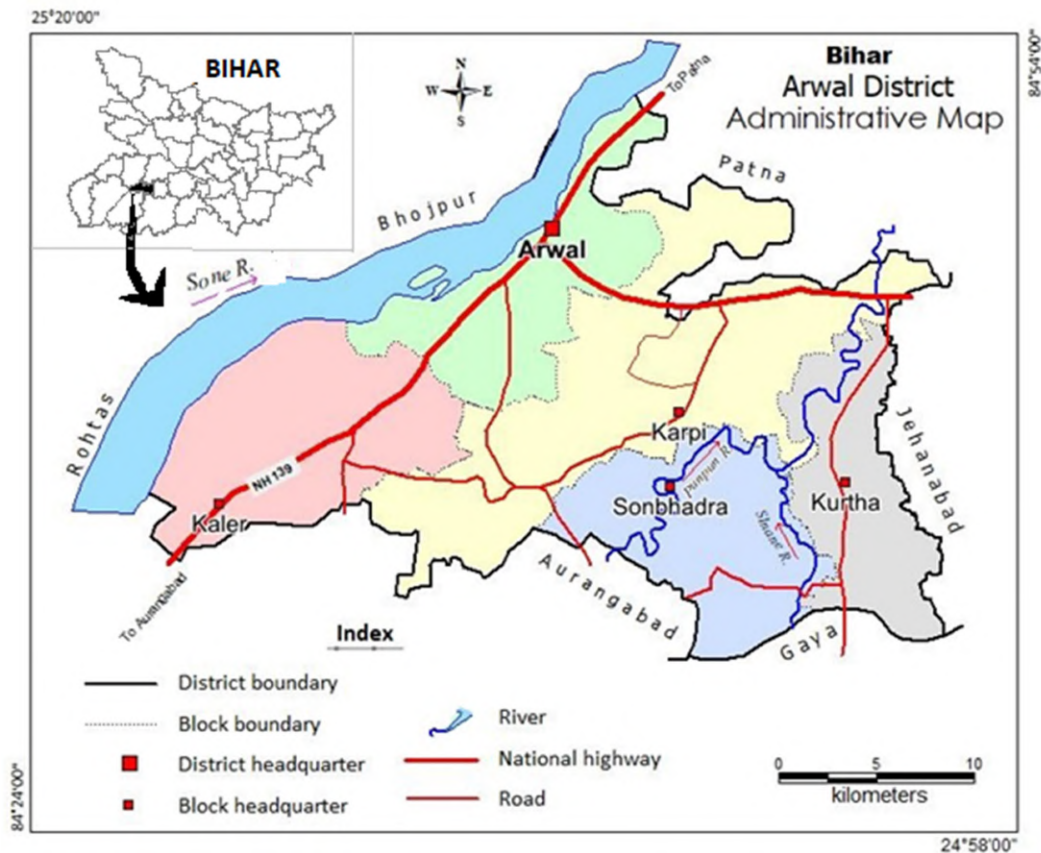 25°20'00"
84°54'00"
BIHAR
Bihar
Arwal District
Administrative Map
N
W E
S
To Patna
Patna
Bhojpur
Sone R.
Arwal
Rohtas
Karpi
Jehanabad
NH 139
Punpun R.
Sonbhadra
Kurtha
Kaler
Aurangabad
To Aurangabad
Gaya
Index
District boundary
Block boundary
District headquarter
Block headquarter
River
National highway
Road
0 5 10
kilometers
84°24'00"
24°58'00"